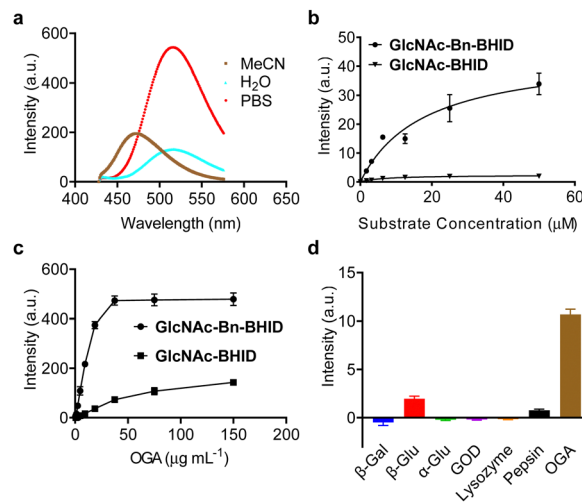 a
Intensity (a.u.)
600
400
200
0
400 450 500 550 600 650
Wavelength (nm)
MeCN
H₂O
PBS
b
Intensity (a.u.)
50
40
30
20
10
0
0 20 40 60
Substrate Concentration (μM)
GlcNAc-Bn-BHID
GlcNAc-BHID
c
Intensity (a.u.)
600
400
200
0
0 50 100 150 200
OGA (μg mL⁻¹)
GlcNAc-Bn-BHID
GlcNAc-BHID
d
Intensity (a.u.)
15
10
5
0
β-Gal
β-Glu
α-Glu
GOD
Lysozyme
Pepsin
OGA